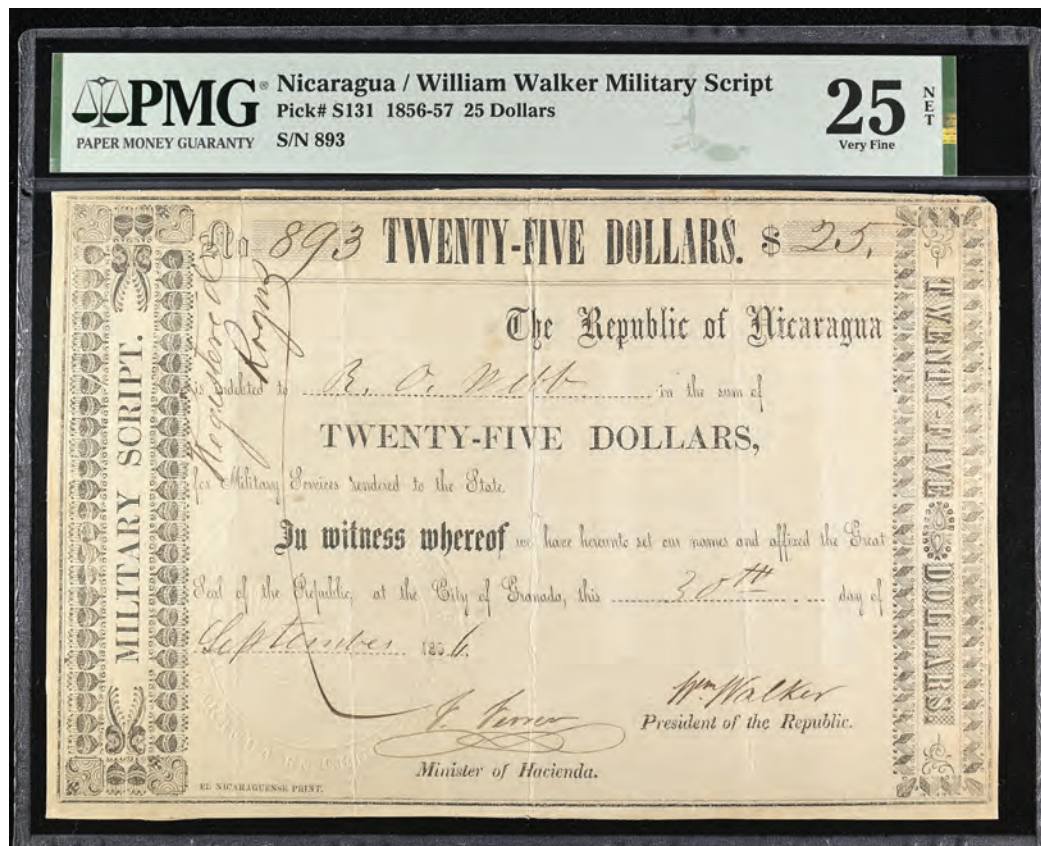 PMG®
PAPER MONEY GUARANTY
Nicaragua / William Walker Military Script
Pick# S131 1856-57 25 Dollars
S/N 893
25
NET
Very Fine
No 893 TWENTY-FIVE DOLLARS. $ 25.
The Republic of Nicaragua
is indebted to R. O. Webb in the sum of
TWENTY-FIVE DOLLARS,
for Military Services rendered to the State.
In witness whereof we have hereunto set our names and affixed the Great
Seal of the Republic, at the City of Granada, this 30th day of
September 1856.
F. Ferrer
Wm Walker
President of the Republic.
Minister of Hacienda.
EL NICARAGUENSE PRINT.
MILITARY SCRIPT.
TWENTY-FIVE DOLLARS
Registered